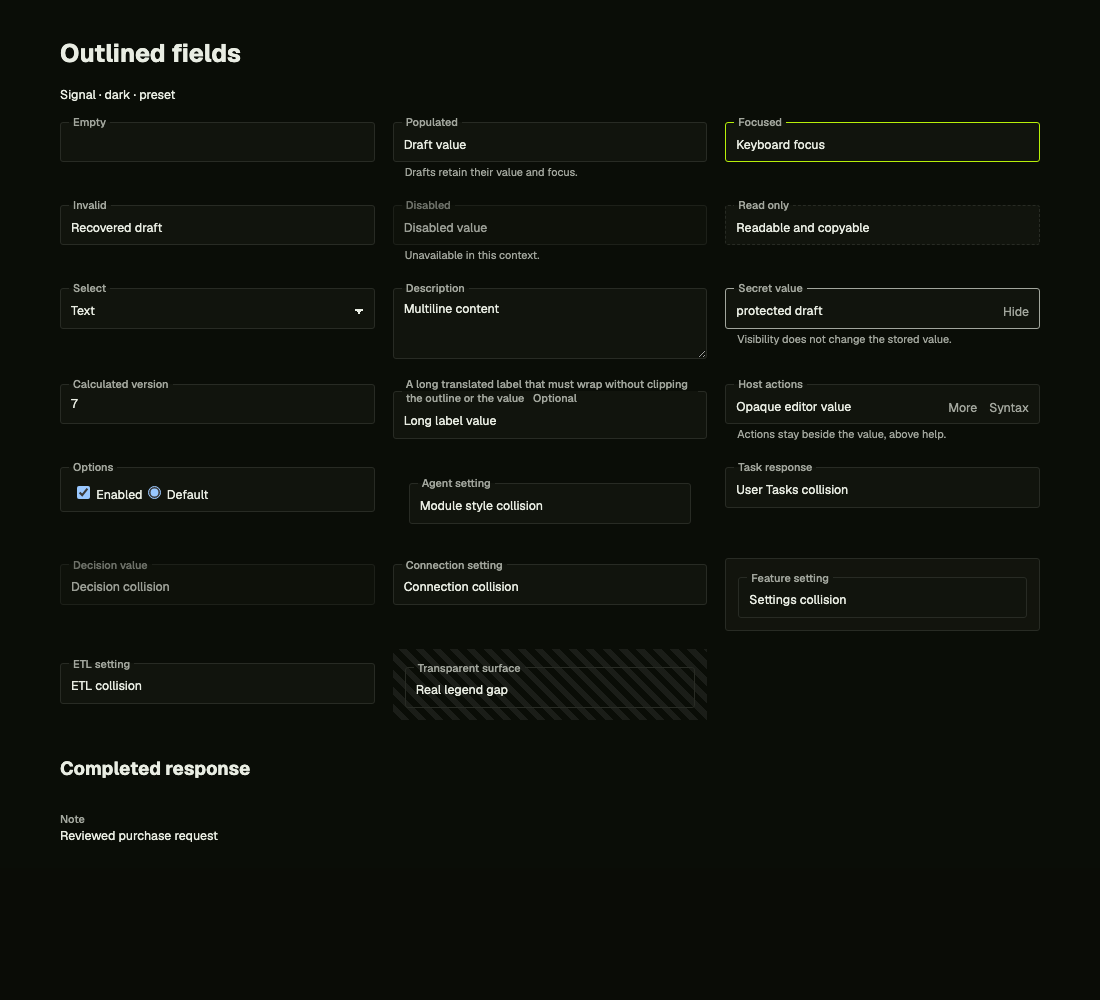 Outlined fields
Signal · dark · preset
Empty
Populated
Draft value
Drafts retain their value and focus.
Focused
Keyboard focus
Invalid
Recovered draft
Disabled
Disabled value
Unavailable in this context.
Read only
Readable and copyable
Select
Text
Description
Multiline content
Secret value
protected draft Hide
Visibility does not change the stored value.
Calculated version
7
A long translated label that must wrap without clipping
the outline or the value Optional
Long label value
Host actions
Opaque editor value More Syntax
Actions stay beside the value, above help.
Options
Enabled Default
Agent setting
Module style collision
Task response
User Tasks collision
Decision value
Decision collision
Connection setting
Connection collision
Feature setting
Settings collision
ETL setting
ETL collision
Transparent surface
Real legend gap
Completed response
Note
Reviewed purchase request